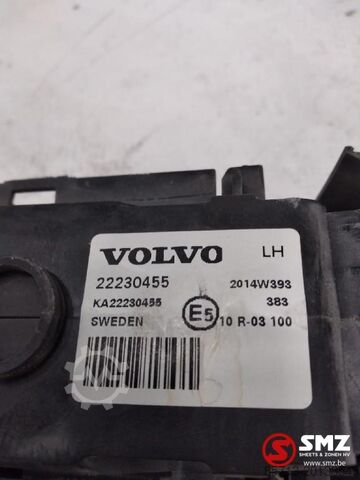 VOLVO LH
22230455 2014W393
KA22230455 383
SWEDEN E5 10 R-03 100
SMZ
SHEETS & ZONEN NV
www.smz.be